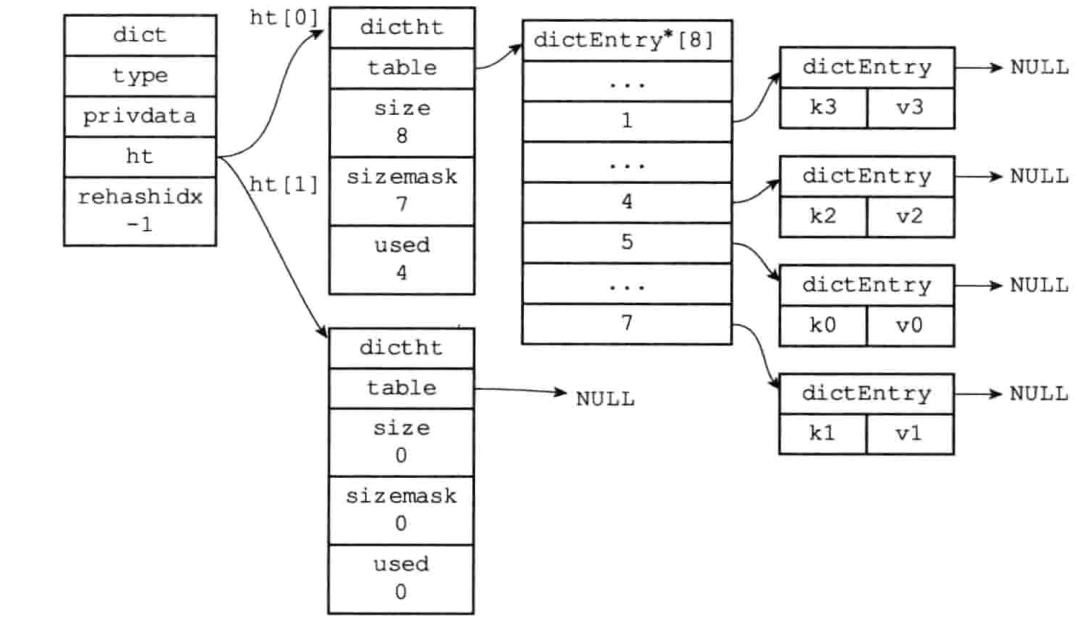 dict
type
privdata
ht
rehashidx
-1
ht[0]
ht[1]
dictht
table
size
8
sizemask
7
used
4
dictht
table
size
0
sizemask
0
used
0
NULL
dictEntry*[8]
...
1
...
4
5
...
7
dictEntry
k3 v3
NULL
dictEntry
k2 v2
NULL
dictEntry
k0 v0
NULL
dictEntry
k1 v1
NULL